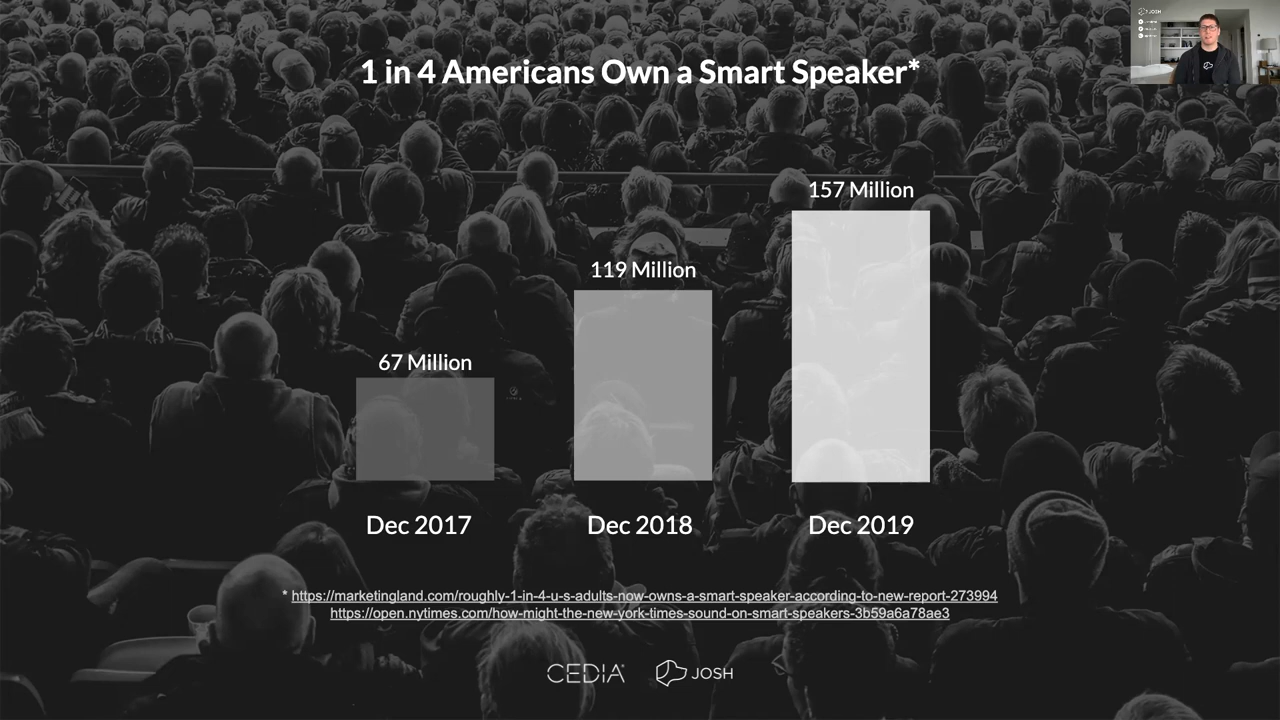 1 in 4 Americans Own a Smart Speaker*
JOSH
157 Million
119 Million
67 Million
Dec 2017
Dec 2018
Dec 2019
* https://marketingland.com/roughly-1-in-4-u-s-adults-now-owns-a-smart-speaker-according-to-new-report-273994
https://open.nytimes.com/how-might-the-new-york-times-sound-on-smart-speakers-3b59a6a78ae3
CEDIA
JOSH